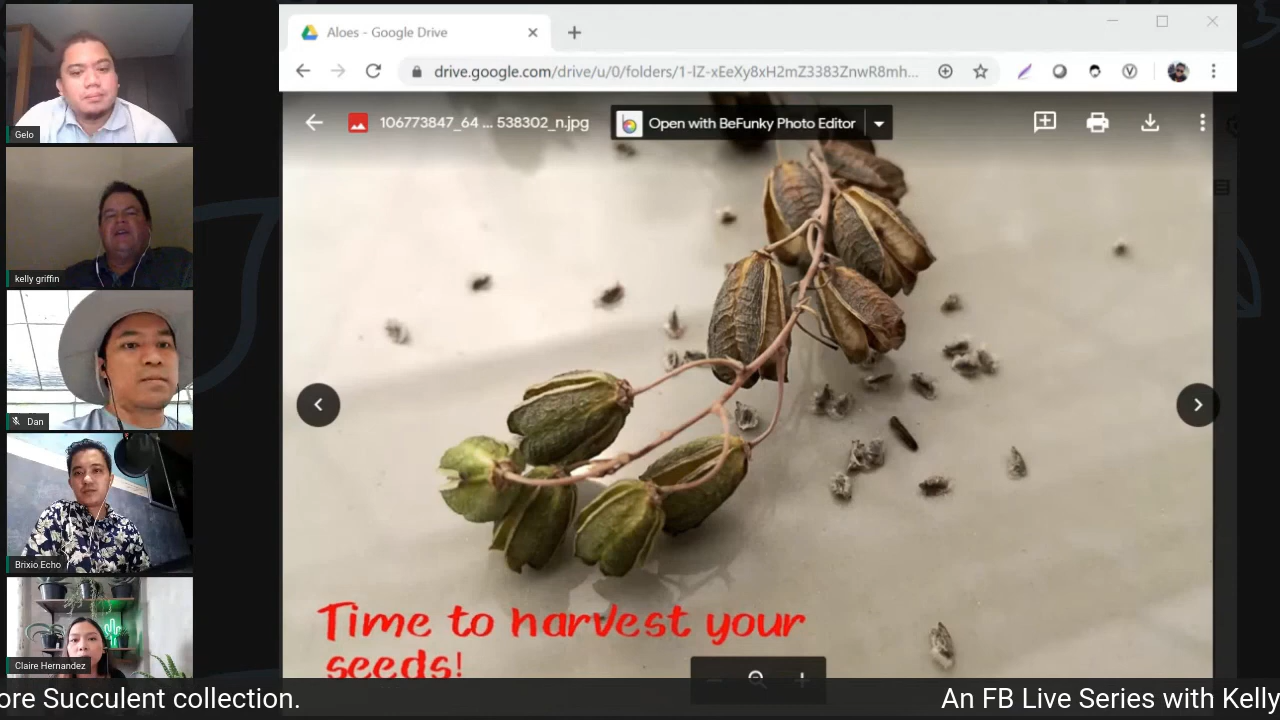 Gelo
kelly griffin
Dan
Brixio Echo
Claire Hernandez
Aloes - Google Drive
drive.google.com/drive/u/0/folders/1-lZ-xEeXy8xH2mZ3383ZnwR8mh...
106773847_64 ... 538302_n.jpg
Open with BeFunky Photo Editor
Time to harvest your
seeds!
ore Succulent collection.
An FB Live Series with Kelly